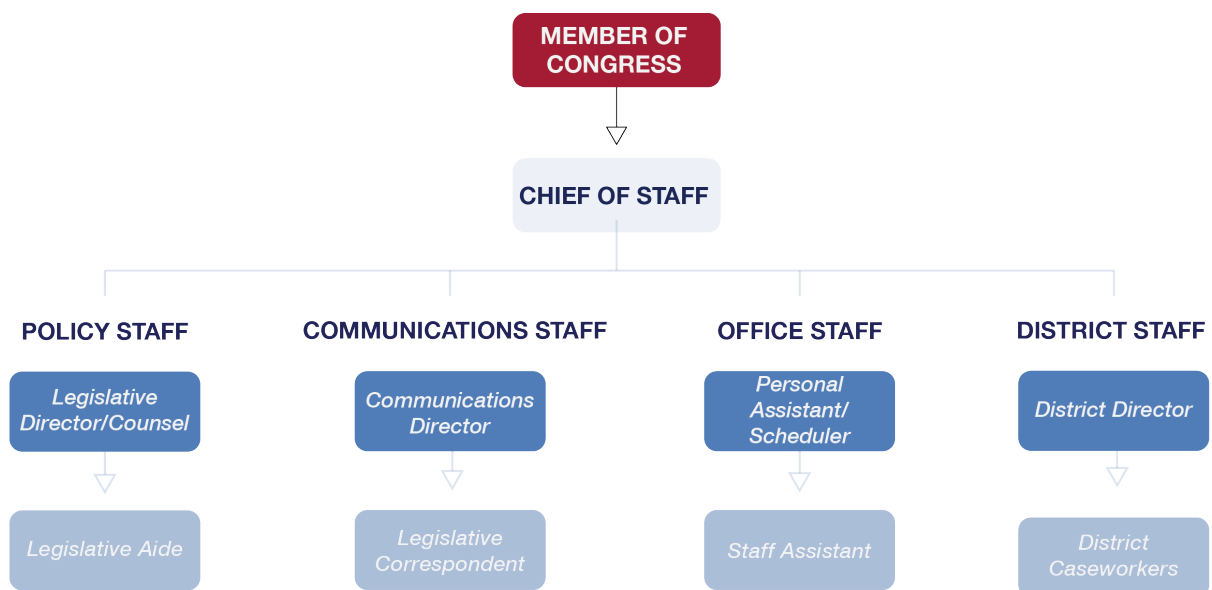 MEMBER OF
CONGRESS
CHIEF OF STAFF
POLICY STAFF
COMMUNICATIONS STAFF
OFFICE STAFF
DISTRICT STAFF
Legislative
Director/Counsel
Communications
Director
Personal
Assistant/
Scheduler
District Director
Legislative Aide
Legislative
Correspondent
Staff Assistant
District
Caseworkers